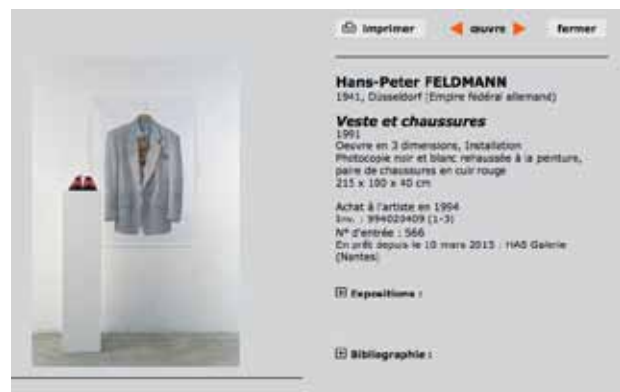 Imprimer œuvre fermer
Hans-Peter FELDMANN
1941, Düsseldorf (Empire fédéral allemand)
Veste et chaussures
1991
Oeuvre en 3 dimensions, Installation
Photocopie noir et blanc rehaussée à la peinture,
paire de chaussures en cuir rouge
215 x 100 x 40 cm
Achat à l'artiste en 1994
Inv. : 994020409 (1-3)
N° d'entrée : 566
En prêt depuis le 10 mars 2015 : HAB Galerie
(Nantes)
Expositions :
Bibliographie :